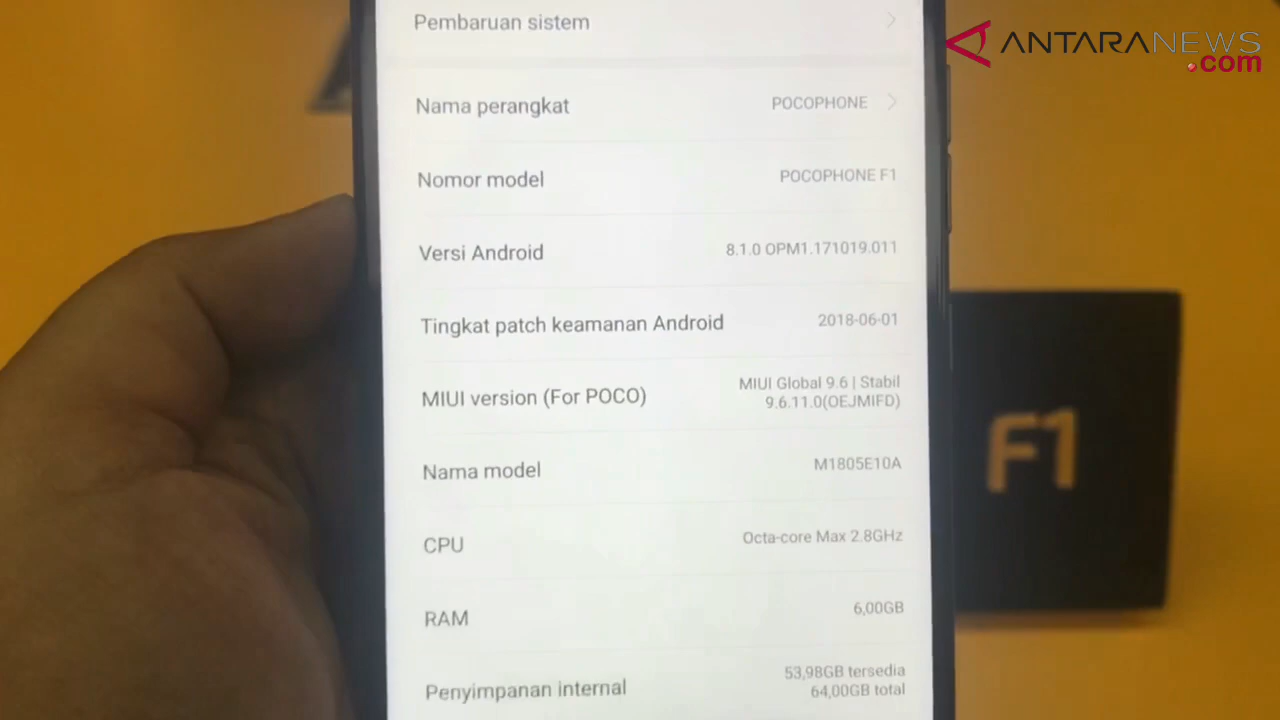 Pembaruan sistem
ANTARANEWS
.com
Nama perangkat POCOPHONE
Nomor model POCOPHONE F1
Versi Android 8.1.0 OPM1.171019.011
Tingkat patch keamanan Android 2018-06-01
MIUI version (For POCO) MIUI Global 9.6 | Stabil
9.6.11.0(OEJMIFD)
Nama model M1805E10A
F1
CPU Octa-core Max 2.8GHz
RAM 6,00GB
Penyimpanan internal 53,98GB tersedia
64,00GB total